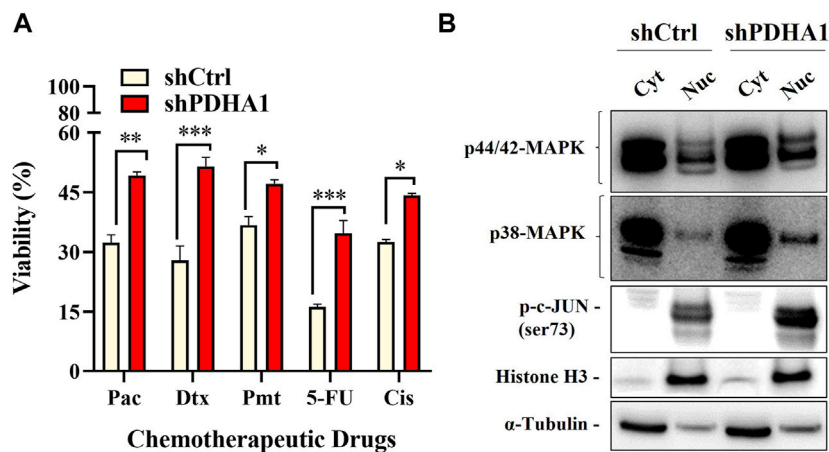 A
shCtrl
shPDHA1
100
80
60
45
30
15
0
Viability (%)
**
***
*
***
*
Pac Dtx Pmt 5-FU Cis
Chemotherapeutic Drugs
B
shCtrl shPDHA1
Cyt Nuc Cyt Nuc
p44/42-MAPK
p38-MAPK
p-c-JUN -
(ser73)
Histone H3 -
α-Tubulin -